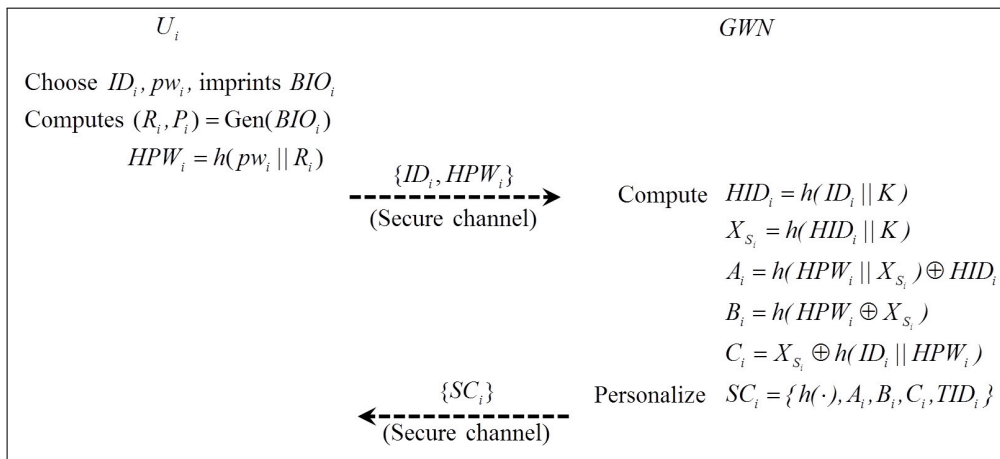 U_i GWN
Choose ID_i, pw_i, imprints BIO_i
Computes (R_i, P_i) = Gen(BIO_i)
HPW_i = h(pw_i || R_i)
{ID_i, HPW_i}
(Secure channel)
Compute HID_i = h(ID_i || K)
X_{S_i} = h(HID_i || K)
A_i = h(HPW_i || X_{S_i}) ⊕ HID_i
B_i = h(HPW_i ⊕ X_{S_i})
C_i = X_{S_i} ⊕ h(ID_i || HPW_i)
{SC_i}
(Secure channel)
Personalize SC_i = {h(·), A_i, B_i, C_i, TID_i}